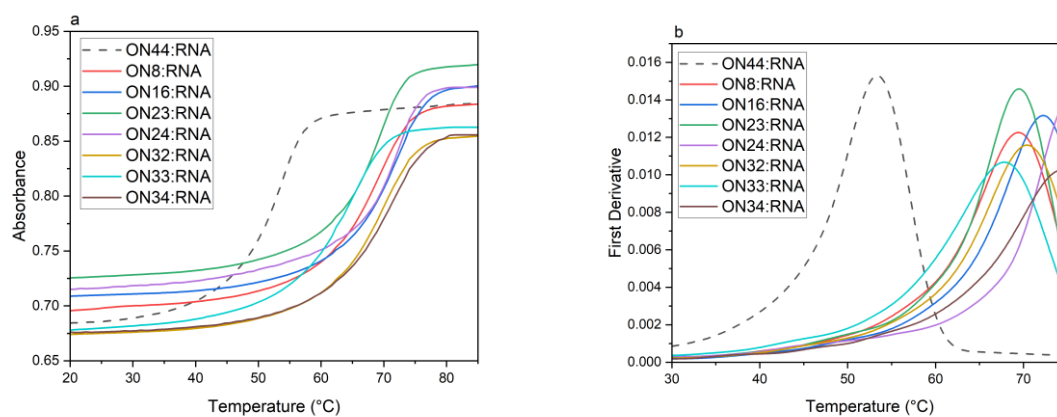 a
0.95
0.90
0.85
0.80
0.75
0.70
0.65
Absorbance
ON44:RNA
ON8:RNA
ON16:RNA
ON23:RNA
ON24:RNA
ON32:RNA
ON33:RNA
ON34:RNA
20 30 40 50 60 70 80
Temperature (°C)
b
0.016
0.014
0.012
0.010
0.008
0.006
0.004
0.002
0.000
First Derivative
ON44:RNA
ON8:RNA
ON16:RNA
ON23:RNA
ON24:RNA
ON32:RNA
ON33:RNA
ON34:RNA
30 40 50 60 70
Temperature (°C)